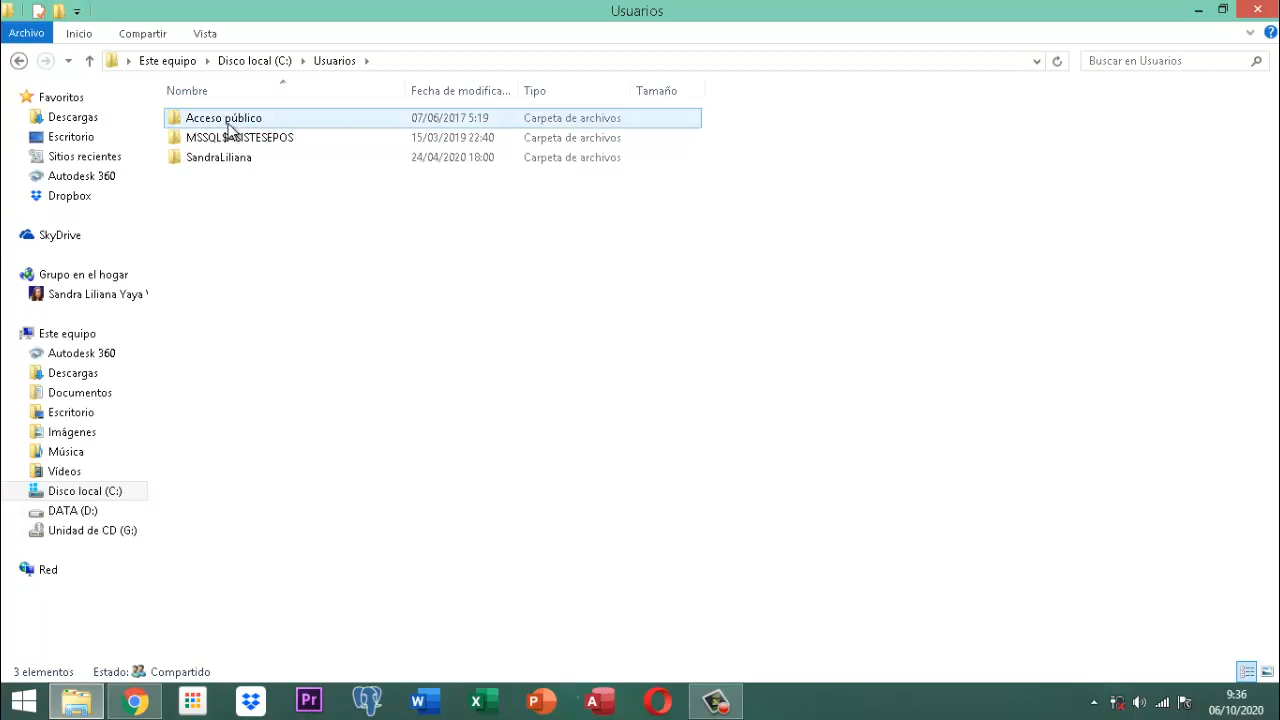 Usuarios
Archivo Inicio Compartir Vista
Este equipo Disco local (C:) Usuarios Buscar en Usuarios
Nombre Fecha de modifica... Tipo Tamaño
Acceso público 07/06/2017 5:19 Carpeta de archivos
MSSQL$ASISTESEPOS 15/03/2019 22:40 Carpeta de archivos
SandraLiliana 24/04/2020 18:00 Carpeta de archivos
Favoritos
Descargas
Escritorio
Sitios recientes
Autodesk 360
Dropbox
SkyDrive
Grupo en el hogar
Sandra Liliana Yaya
Este equipo
Autodesk 360
Descargas
Documentos
Escritorio
Imágenes
Música
Vídeos
Disco local (C:)
DATA (D:)
Unidad de CD (G:)
Red
3 elementos Estado: Compartido
Pr
W
X
P
A
9:36
06/10/2020